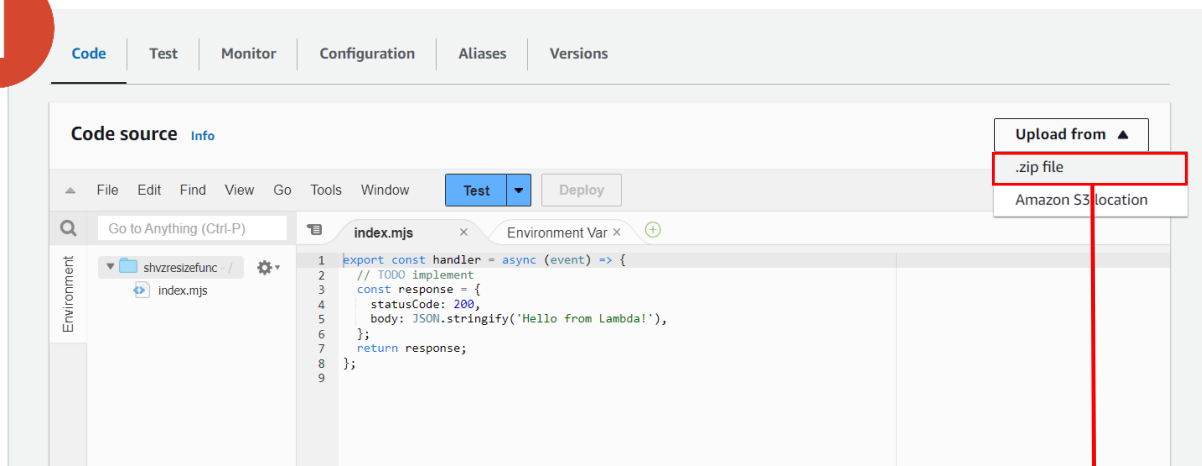 Code Test Monitor Configuration Aliases Versions
Code source Info
Upload from
.zip file
Amazon S3 location
File Edit Find View Go Tools Window Test Deploy
Go to Anything (Ctrl-P)
index.mjs × Environment Var ×
Environment
shvzresizefunc - /
index.mjs
1 export const handler = async (event) => {
2 // TODO implement
3 const response = {
4 statusCode: 200,
5 body: JSON.stringify('Hello from Lambda!'),
6 };
7 return response;
8 };
9